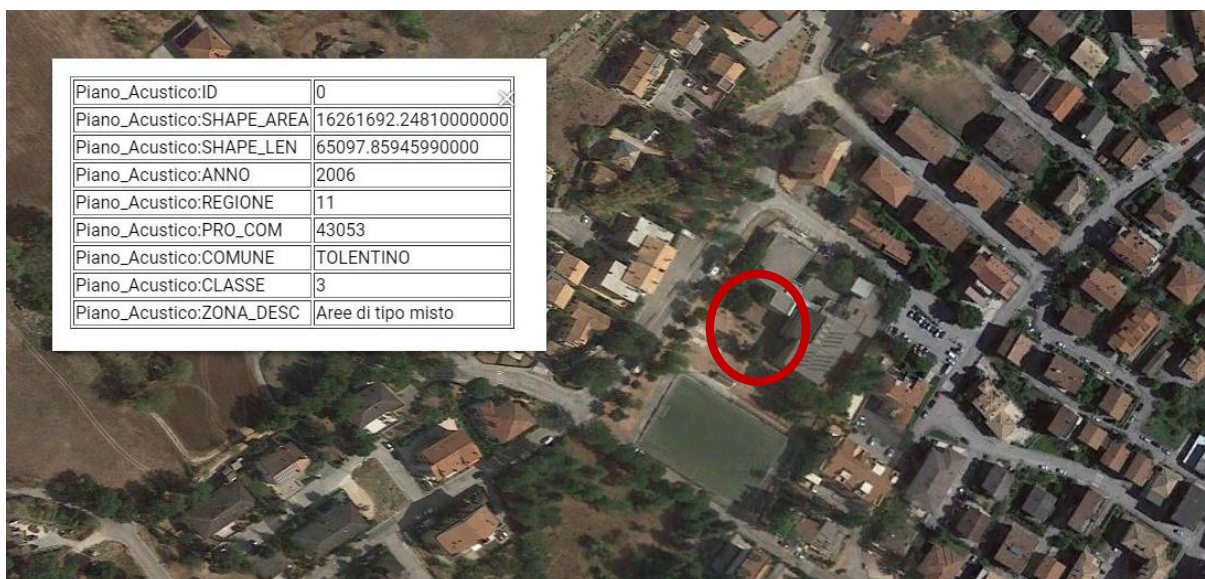 Piano_Acustico:ID 0
Piano_Acustico:SHAPE_AREA 16261692.24810000000
Piano_Acustico:SHAPE_LEN 65097.85945990000
Piano_Acustico:ANNO 2006
Piano_Acustico:REGIONE 11
Piano_Acustico:PRO_COM 43053
Piano_Acustico:COMUNE TOLENTINO
Piano_Acustico:CLASSE 3
Piano_Acustico:ZONA_DESC Aree di tipo misto